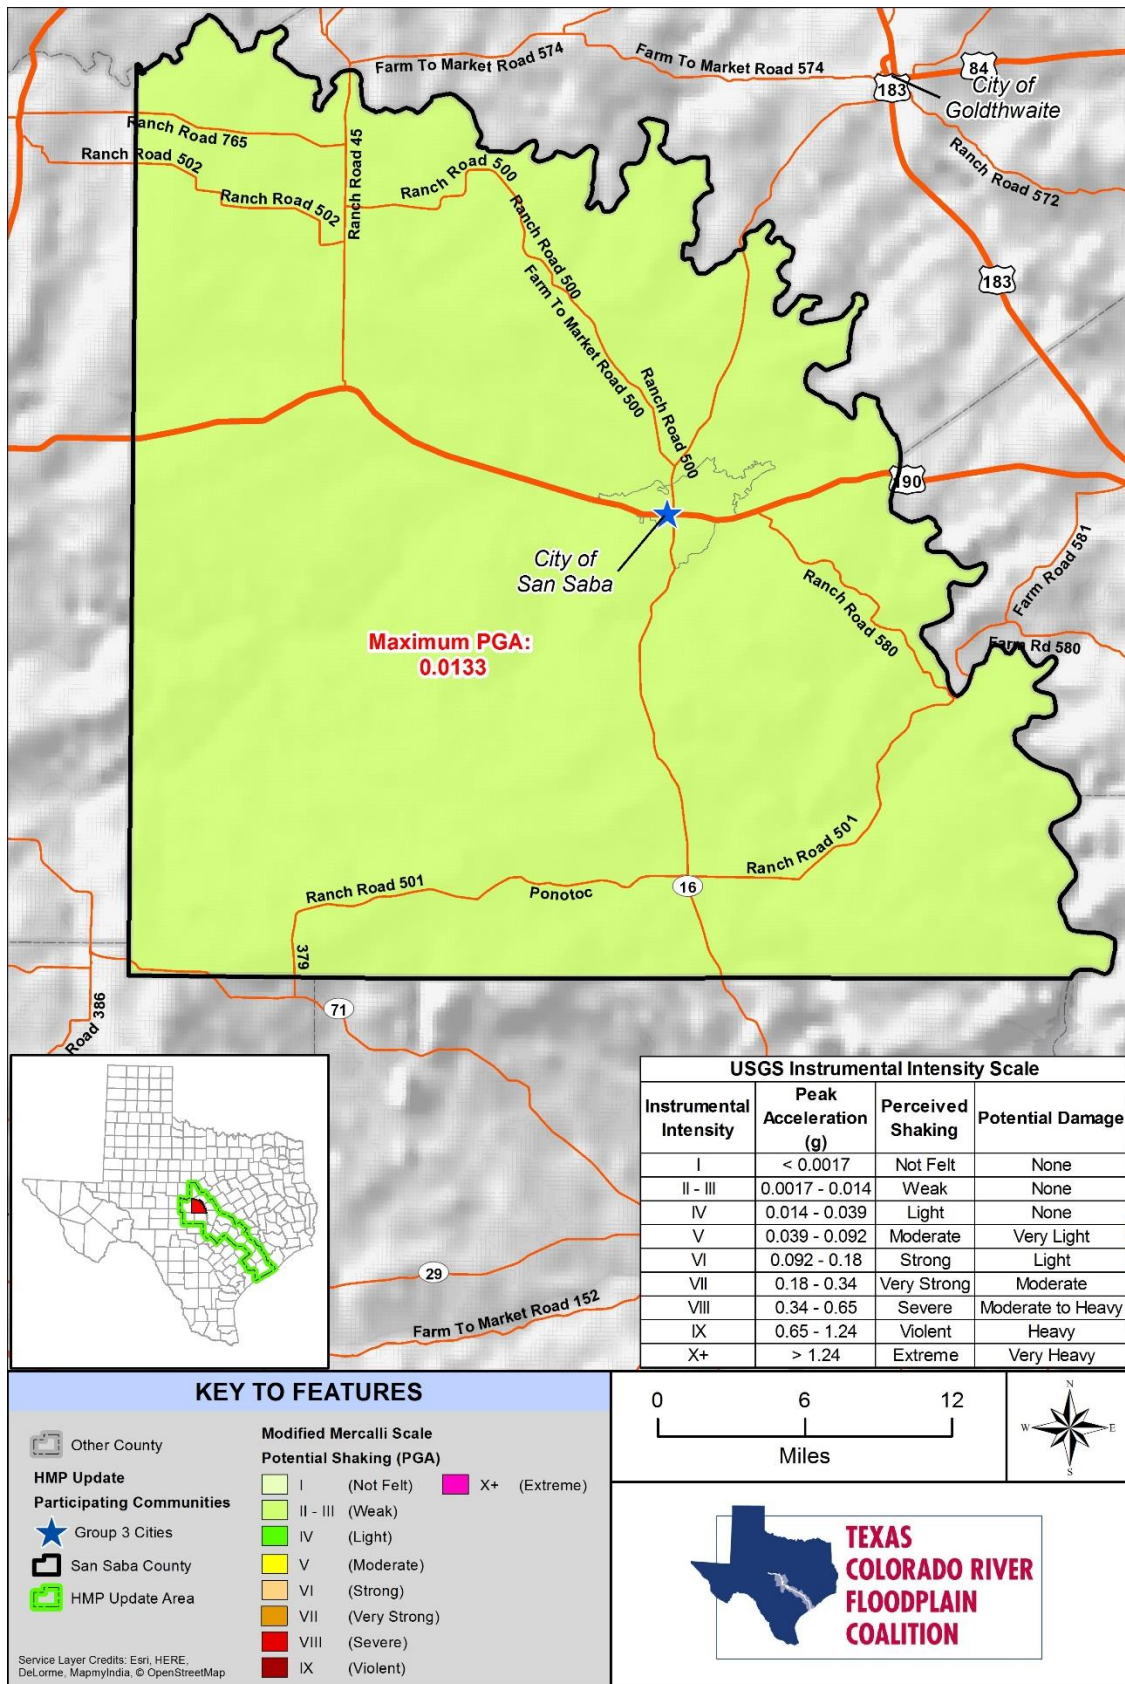 Farm To Market Road 574
Farm To Market Road 574
84
183
City of
Goldthwaite
Ranch Road 765
Ranch Road 45
Ranch Road 502
Ranch Road 502
Ranch Road 500
Ranch Road 572
Ranch Road 500
183
Farm To Market Road 500
Ranch Road 500
190
City of
San Saba
Farm Road 581
Ranch Road 580
Farm Rd 580
Maximum PGA:
0.0133
Ranch Road 501
Ranch Road 501
Ponotoc
16
379
71
Road 386
29
Farm To Market Road 152
USGS Instrumental Intensity Scale
Instrumental Intensity Peak Acceleration (g) Perceived Shaking Potential Damage
I < 0.0017 Not Felt None
II - III 0.0017 - 0.014 Weak None
IV 0.014 - 0.039 Light None
V 0.039 - 0.092 Moderate Very Light
VI 0.092 - 0.18 Strong Light
VII 0.18 - 0.34 Very Strong Moderate
VIII 0.34 - 0.65 Severe Moderate to Heavy
IX 0.65 - 1.24 Violent Heavy
X+ > 1.24 Extreme Very Heavy
KEY TO FEATURES
Other County
HMP Update
Participating Communities
Group 3 Cities
San Saba County
HMP Update Area
Service Layer Credits: Esri, HERE,
DeLorme, MapmyIndia, © OpenStreetMap
Modified Mercalli Scale
Potential Shaking (PGA)
I (Not Felt)
X+ (Extreme)
II - III (Weak)
IV (Light)
V (Moderate)
VI (Strong)
VII (Very Strong)
VIII (Severe)
IX (Violent)
0 6 12
Miles
N
W E
S
TEXAS
COLORADO RIVER
FLOODPLAIN
COALITION